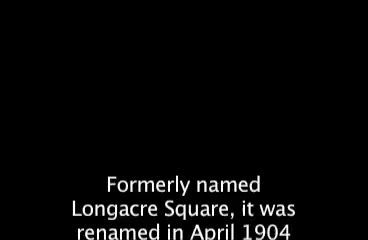 Formerly named
Longacre Square, it was
renamed in April 1904